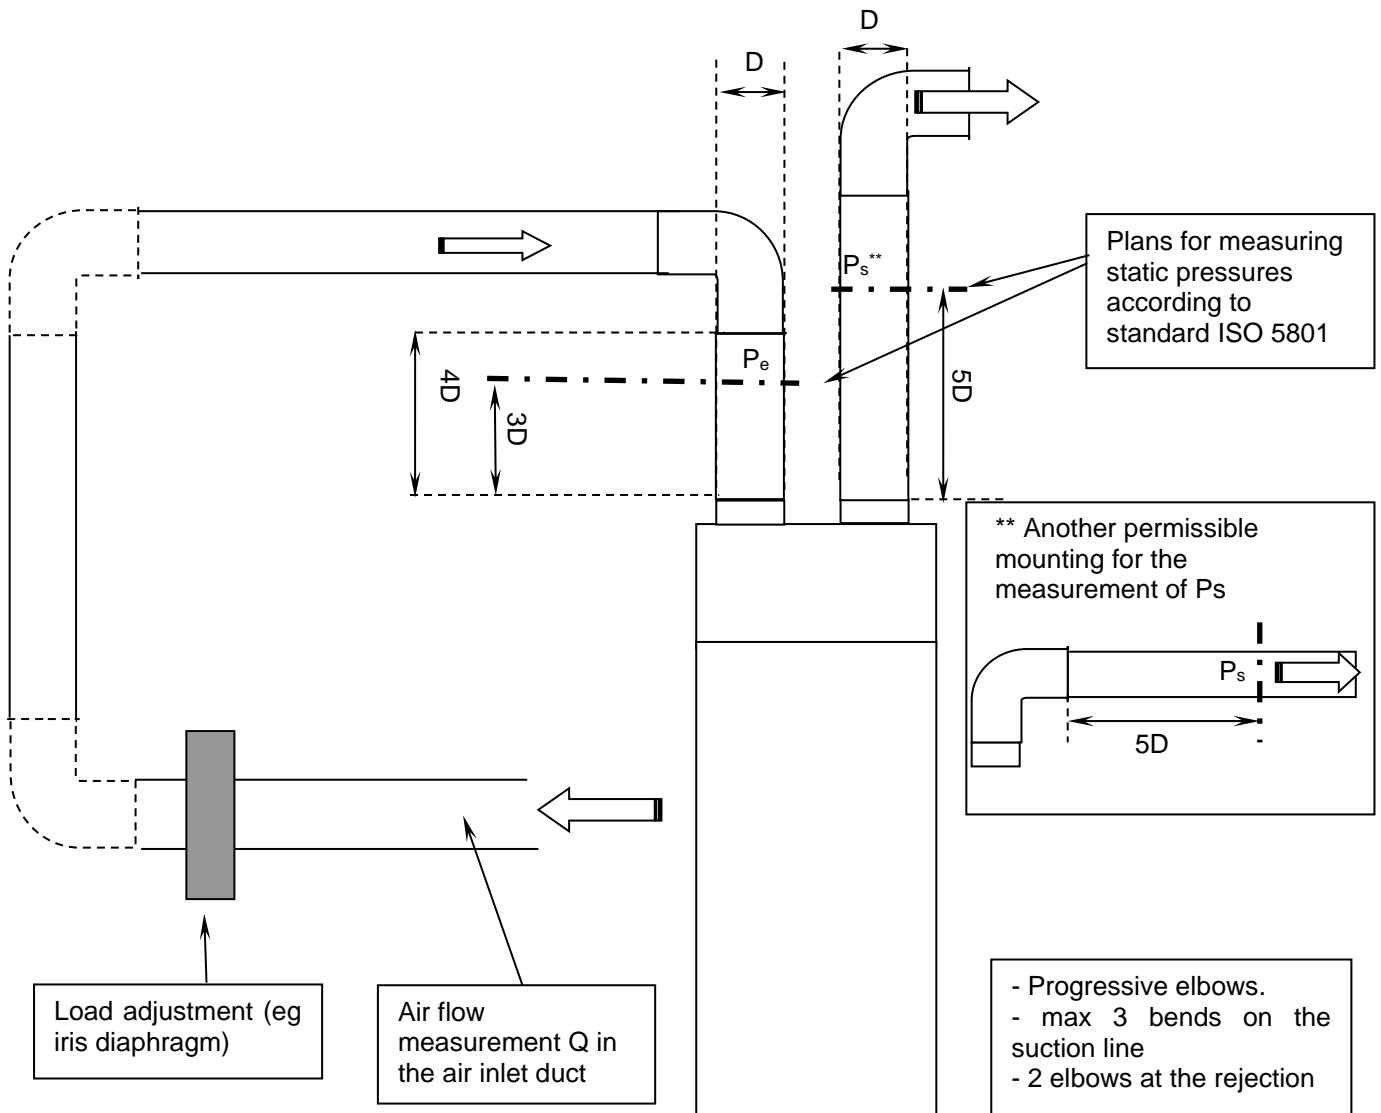 D
D
Plans for measuring
static pressures
according to
standard ISO 5801
Ps**
Pe
4D
3D
5D
** Another permissible
mounting for the
measurement of Ps
Ps
5D
Load adjustment (eg
iris diaphragm)
Air flow
measurement Q in
the air inlet duct
- Progressive elbows.
- max 3 bends on the
suction line
- 2 elbows at the rejection